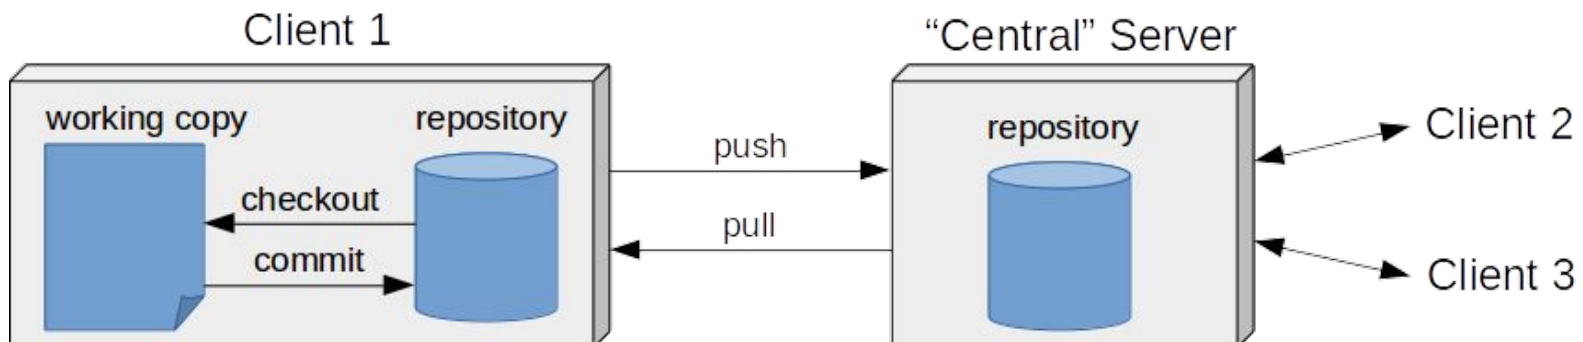 Client 1
“Central” Server
working copy
repository
checkout
commit
push
pull
repository
Client 2
Client 3